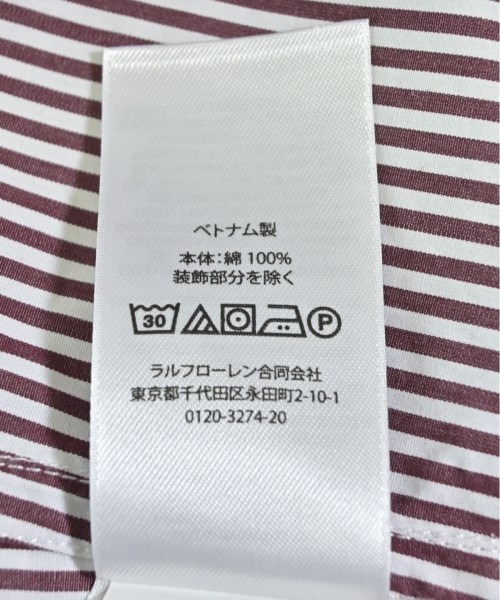 ベトナム製
本体:綿 100%
装飾部分を除く
30 P
ラルフローレン合同会社
東京都千代田区永田町2-10-1
0120-3274-20